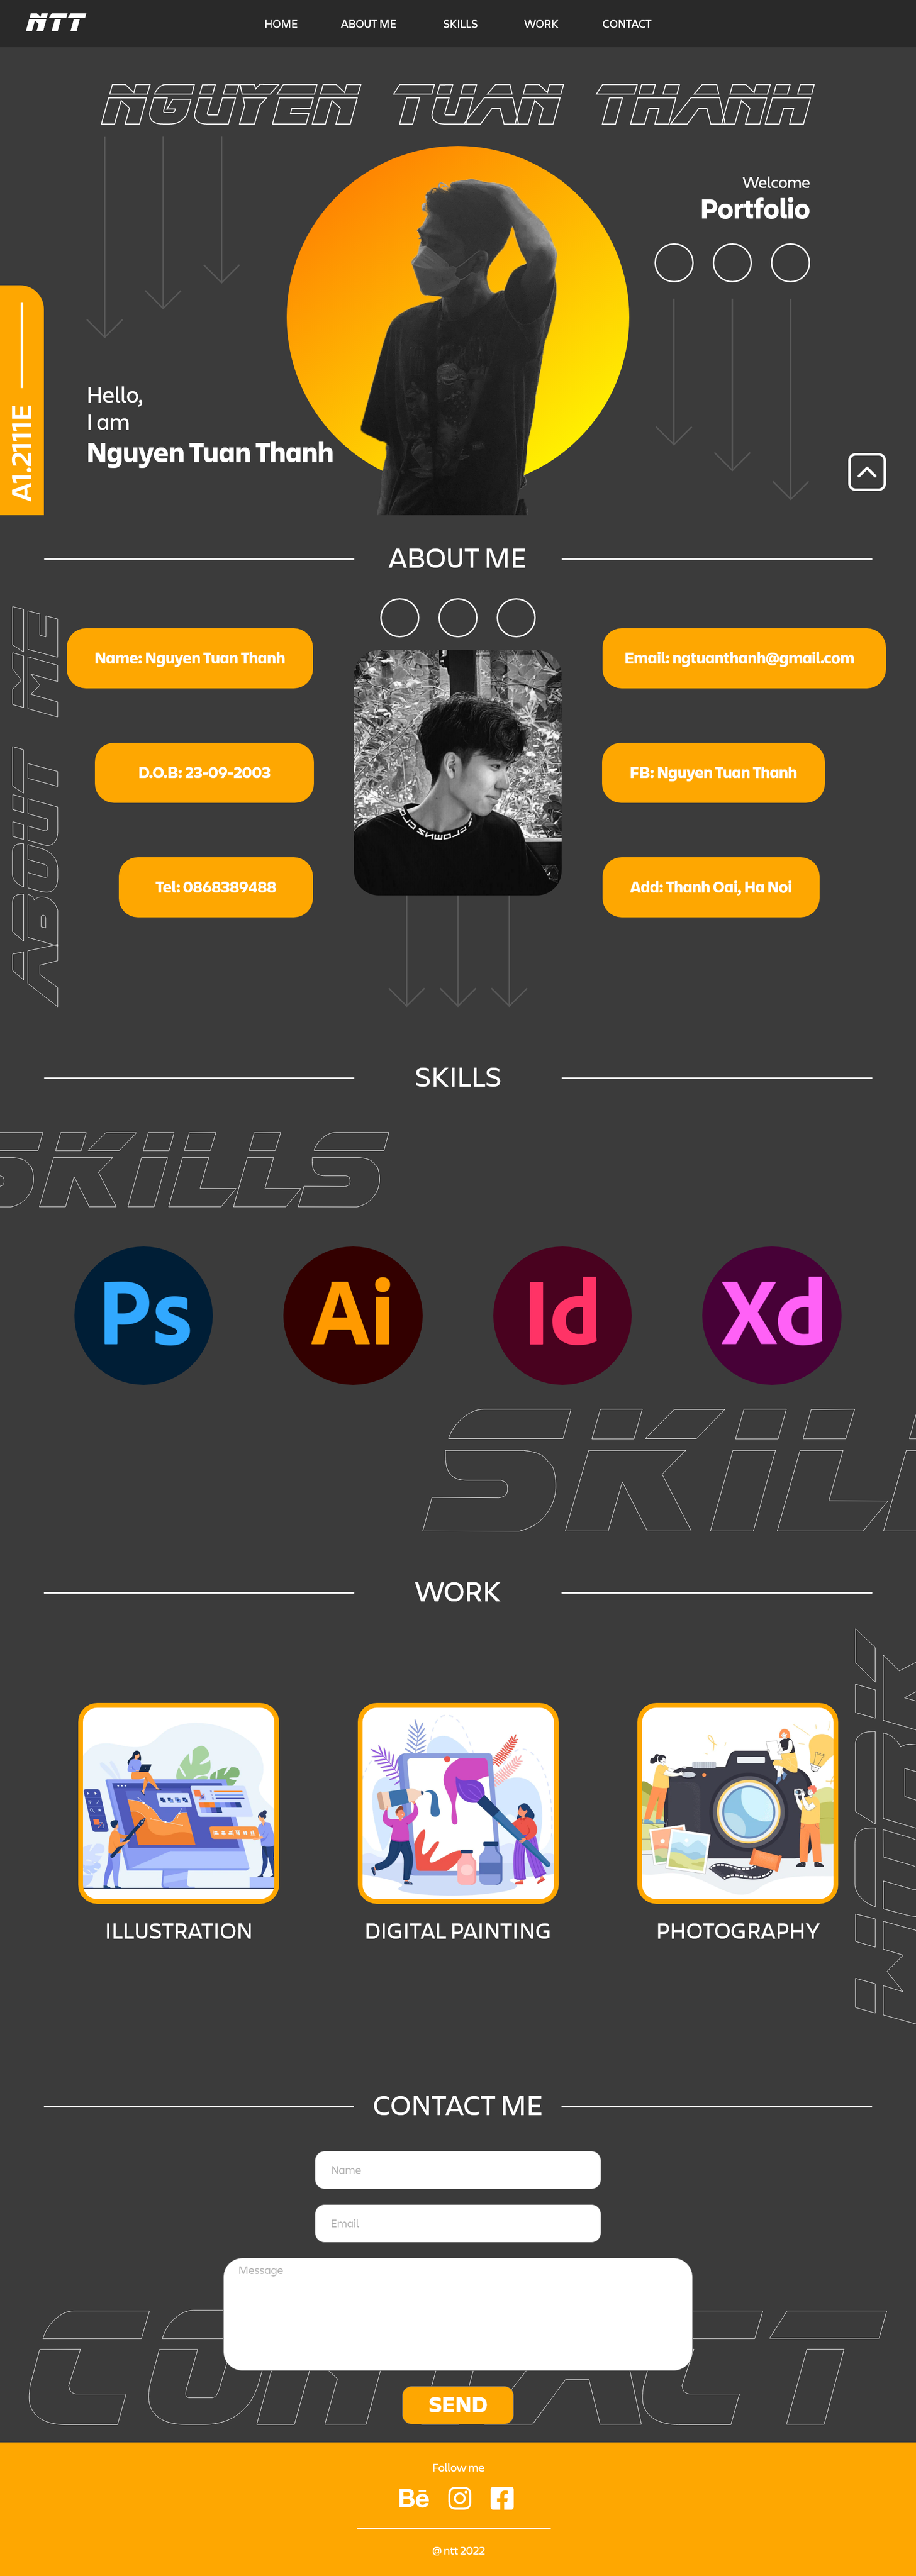 NTT
HOME ABOUT ME SKILLS WORK CONTACT
NGUYEN TUAN THANH
Welcome
Portfolio
A1.2111E
Hello,
I am
Nguyen Tuan Thanh
ABOUT ME
ABOUT ME
Name: Nguyen Tuan Thanh
Email: ngtuanthanh@gmail.com
D.O.B: 23-09-2003
FB: Nguyen Tuan Thanh
Tel: 0868389488
Add: Thanh Oai, Ha Noi
SKILLS
SKILLS
Ps Ai Id Xd
SKILL
WORK
WORK
ILLUSTRATION
DIGITAL PAINTING
PHOTOGRAPHY
CONTACT ME
Name
Email
Message
CONTACT
SEND
Follow me
Bē
@ ntt 2022